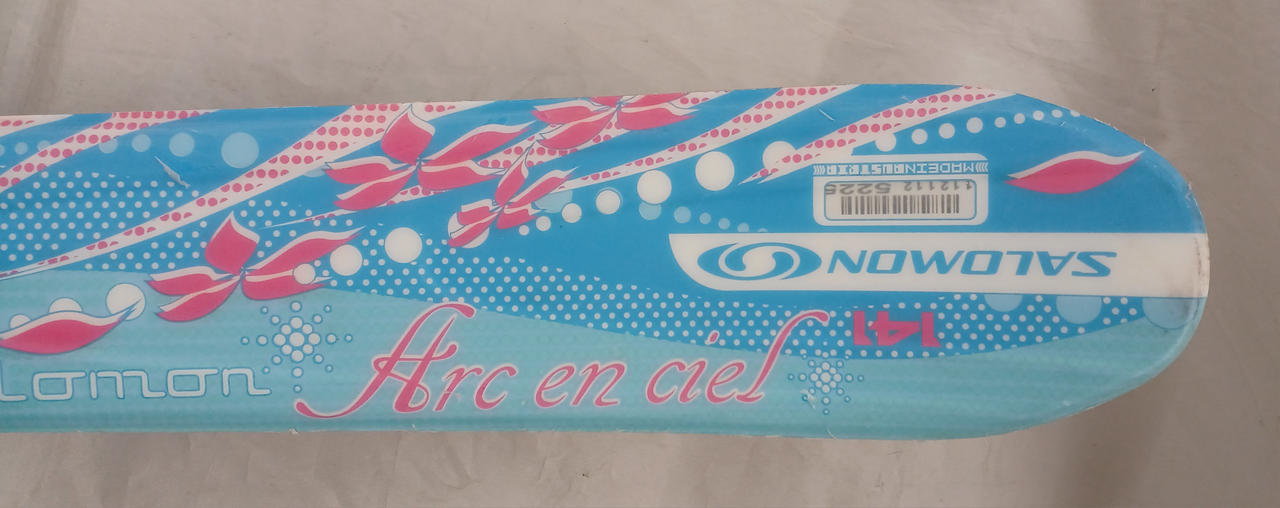 MADE IN AUSTRIA
112112 5225
SALOMON
141
Arc en ciel
lomon